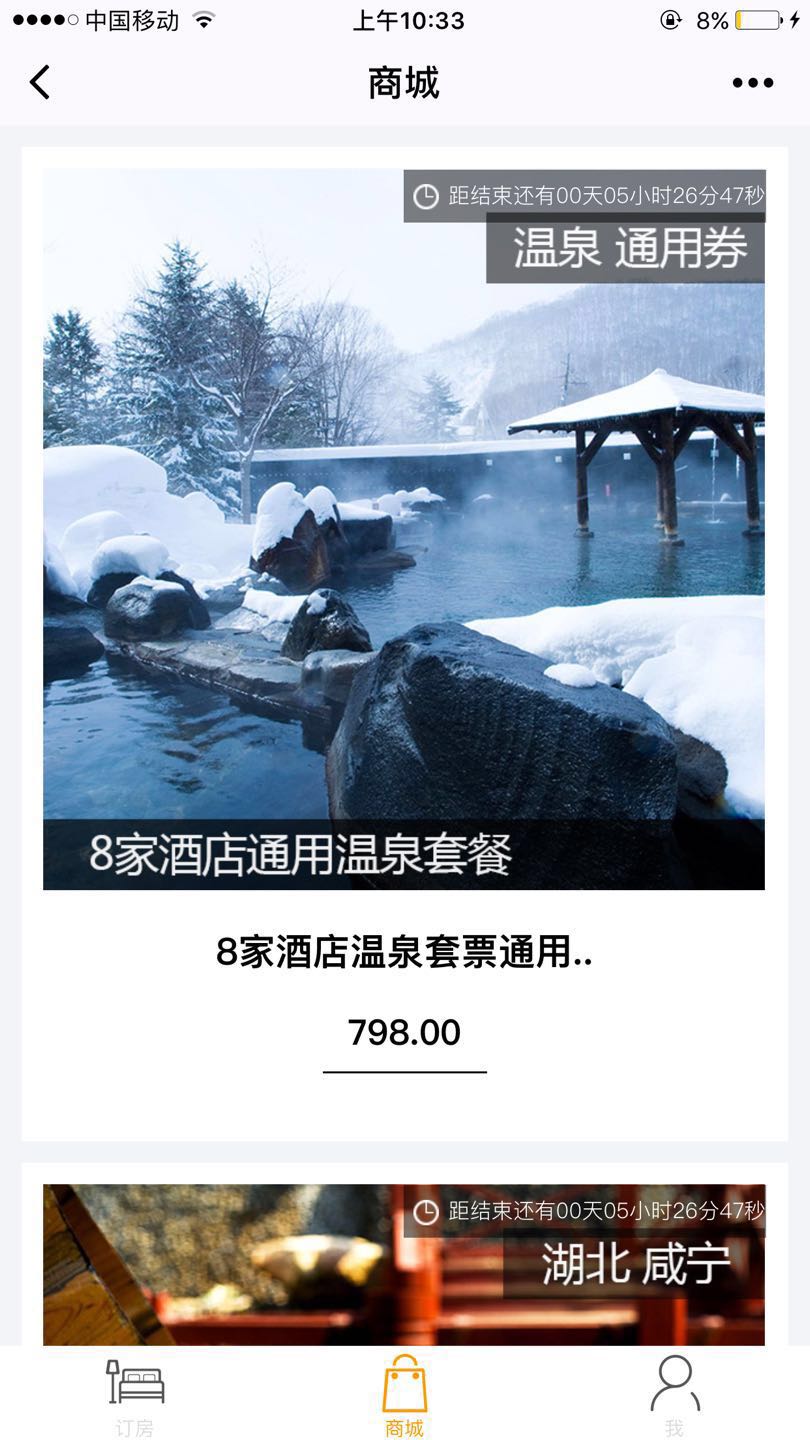 中国移动
上午10:33
8%
商城
距结束还有00天05小时26分47秒
温泉 通用券
8家酒店通用温泉套餐
8家酒店温泉套票通用..
798.00
距结束还有00天05小时26分47秒
湖北 咸宁
订房
商城
我